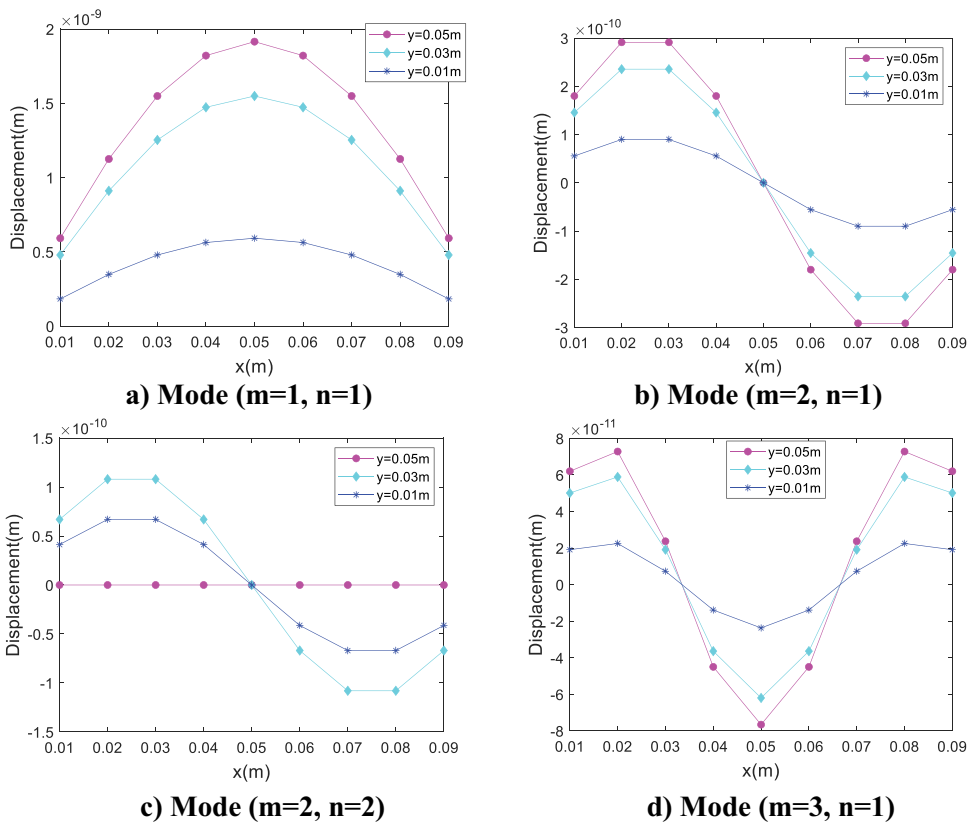 ×10⁻⁹
2
1.5
1
0.5
0
Displacement(m)
y=0.05m
y=0.03m
y=0.01m
0.01 0.02 0.03 0.04 0.05 0.06 0.07 0.08 0.09
x(m)
a) Mode (m=1, n=1)
×10⁻¹⁰
3
2
1
0
-1
-2
-3
Displacement(m)
y=0.05m
y=0.03m
y=0.01m
0.01 0.02 0.03 0.04 0.05 0.06 0.07 0.08 0.09
x(m)
b) Mode (m=2, n=1)
×10⁻¹⁰
1.5
1
0.5
0
-0.5
-1
-1.5
Displacement(m)
y=0.05m
y=0.03m
y=0.01m
0.01 0.02 0.03 0.04 0.05 0.06 0.07 0.08 0.09
x(m)
c) Mode (m=2, n=2)
×10⁻¹¹
8
6
4
2
0
-2
-4
-6
-8
Displacement(m)
y=0.05m
y=0.03m
y=0.01m
0.01 0.02 0.03 0.04 0.05 0.06 0.07 0.08 0.09
x(m)
d) Mode (m=3, n=1)